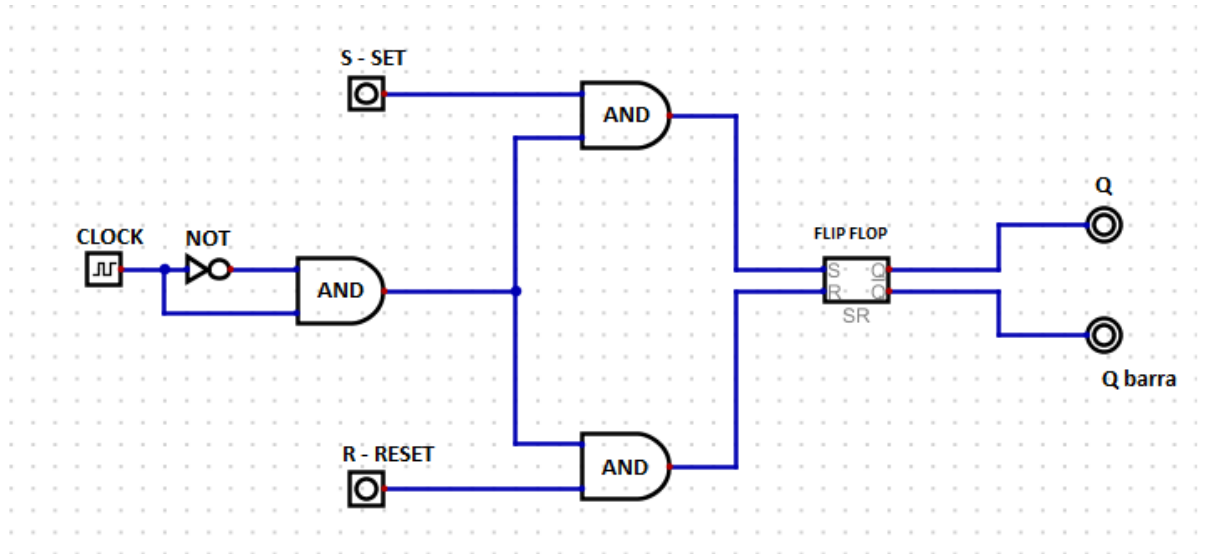 S - SET
AND
Q
CLOCK
NOT
FLIP FLOP
AND
S Q
R Q
SR
Q barra
R - RESET
AND